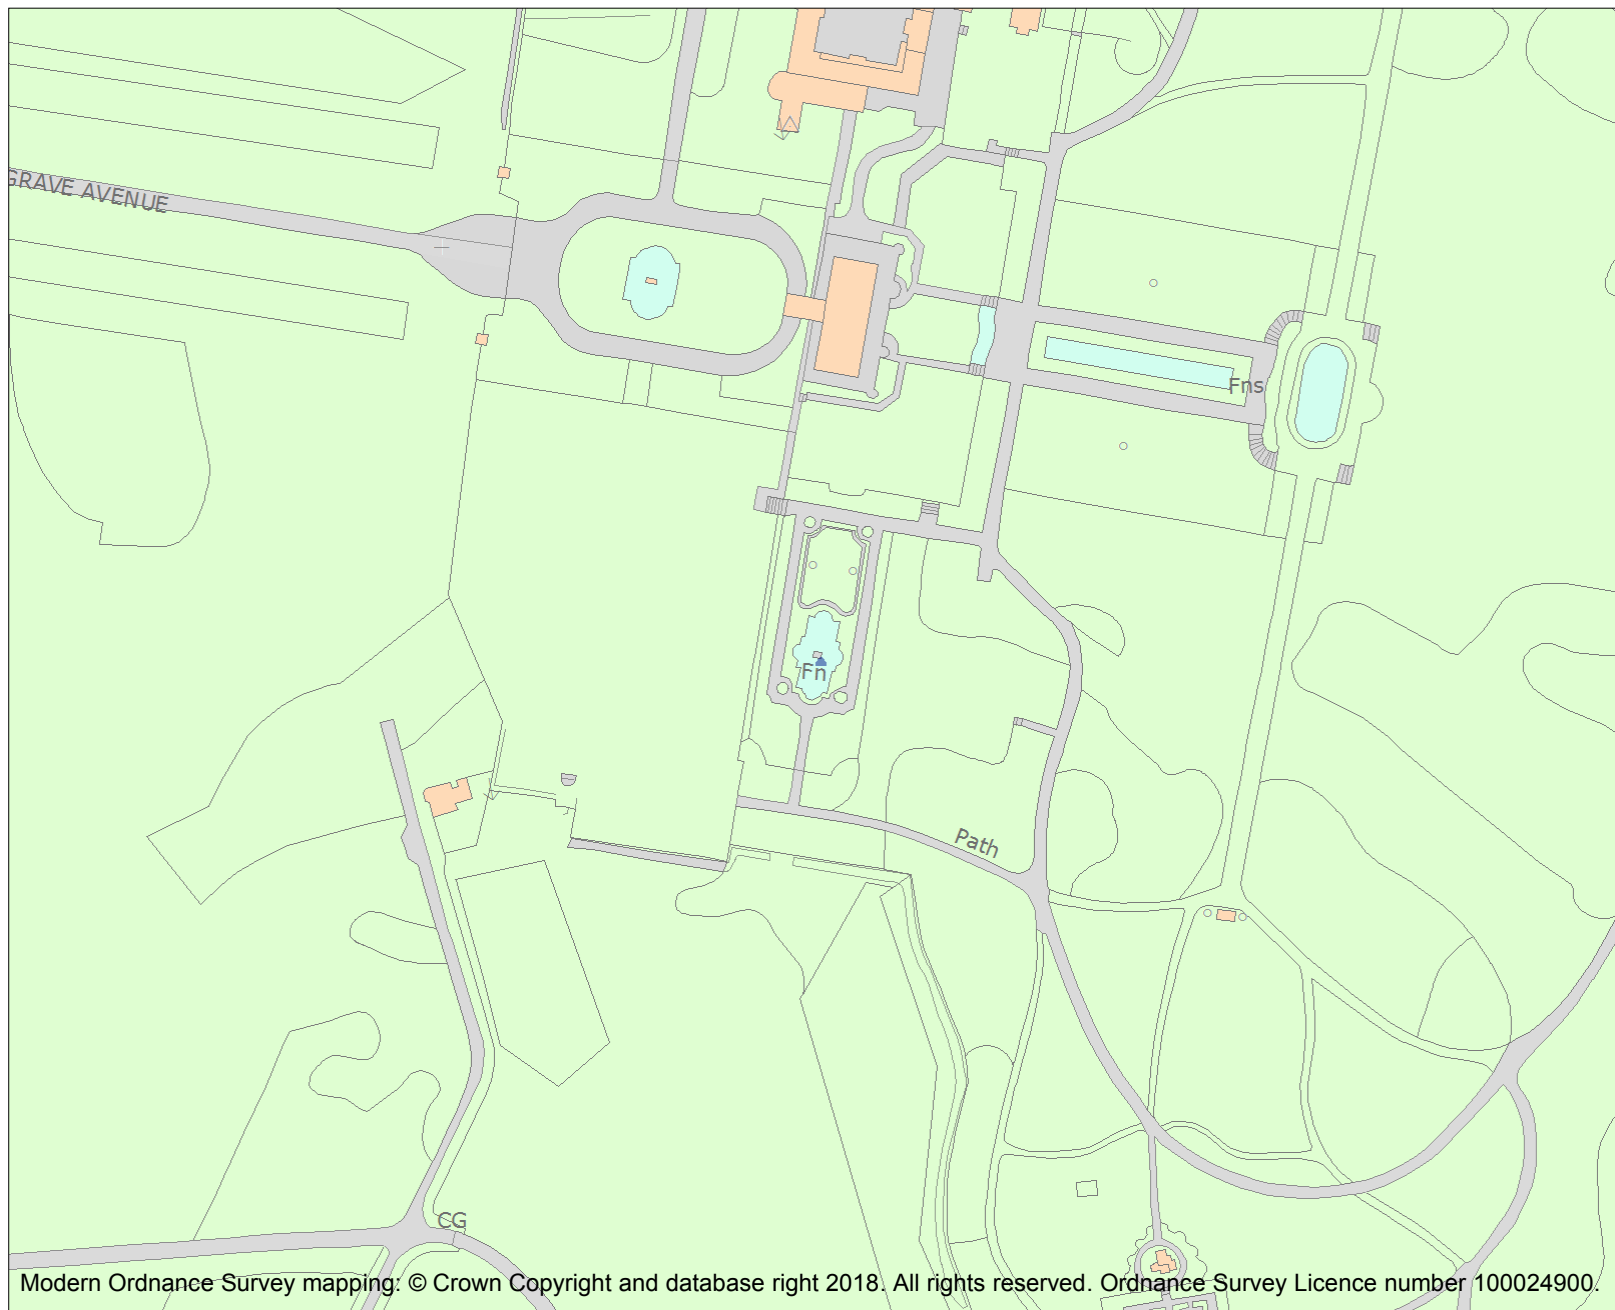 GRAVE AVENUE
Fns
Fn
Path
CG
Modern Ordnance Survey mapping: © Crown Copyright and database right 2018. All rights reserved. Ordnance Survey Licence number 100024900.